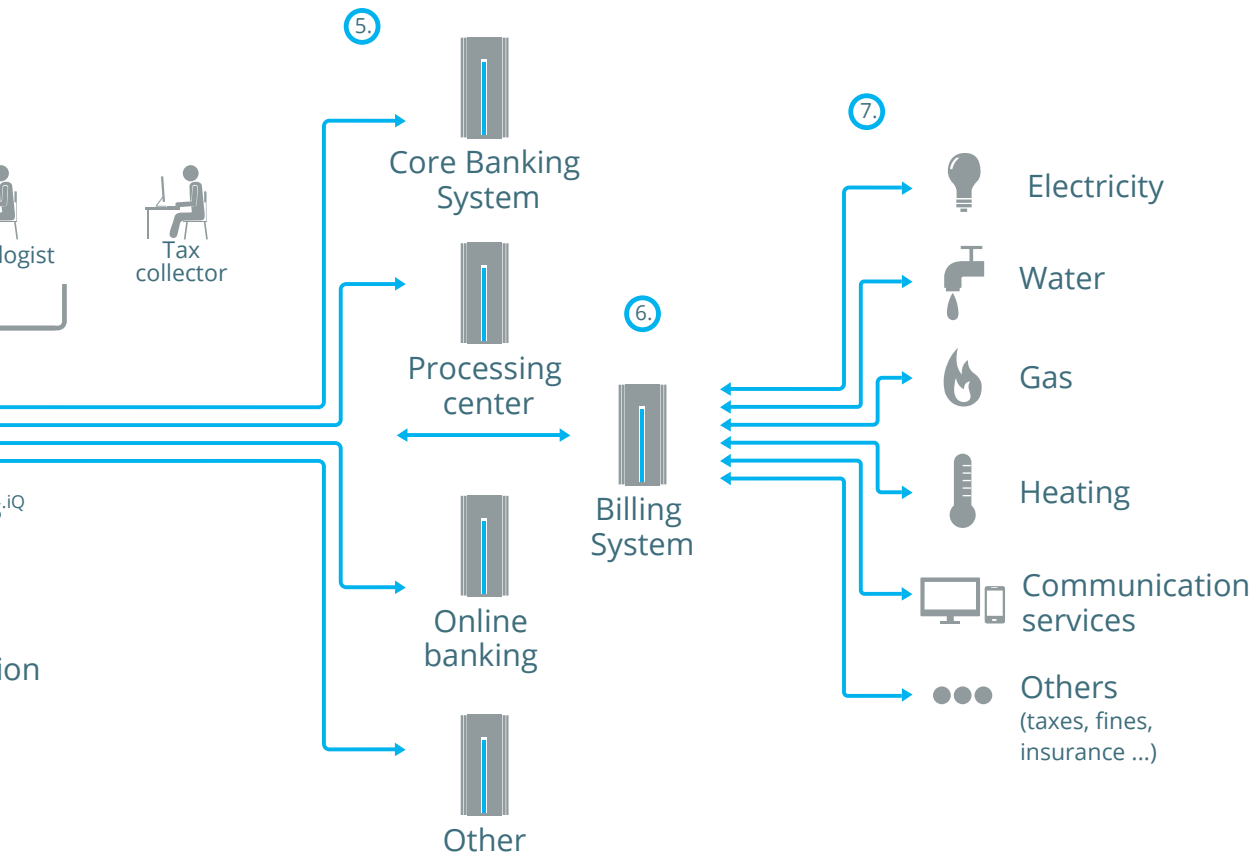 5.
Core Banking
System
7.
Electricity
logist
Tax
collector
Water
Processing
center
6.
Gas
.iQ
Billing
System
Heating
Online
banking
Communication
services
ion
Others
(taxes, fines,
insurance ...)
Other